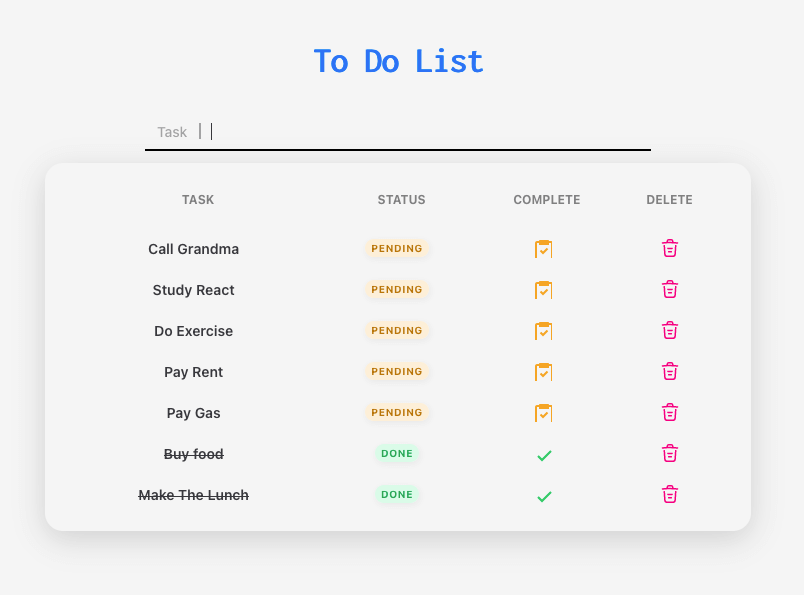 To Do List
Task
TASK STATUS COMPLETE DELETE
Call Grandma PENDING
Study React PENDING
Do Exercise PENDING
Pay Rent PENDING
Pay Gas PENDING
Buy food DONE
Make The Lunch DONE